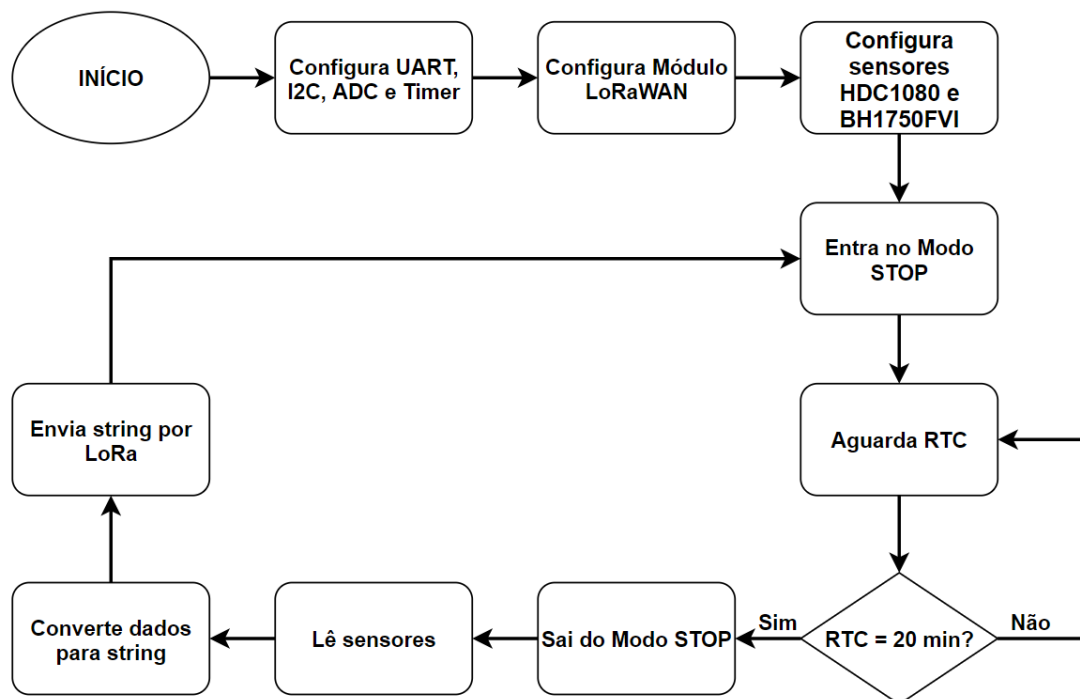 INÍCIO
Configura UART,
I2C, ADC e Timer
Configura Módulo
LoRaWAN
Configura
sensores
HDC1080 e
BH1750FVI
Entra no Modo
STOP
Aguarda RTC
RTC = 20 min?
Não
Sim
Sai do Modo STOP
Lê sensores
Converte dados
para string
Envia string por
LoRa